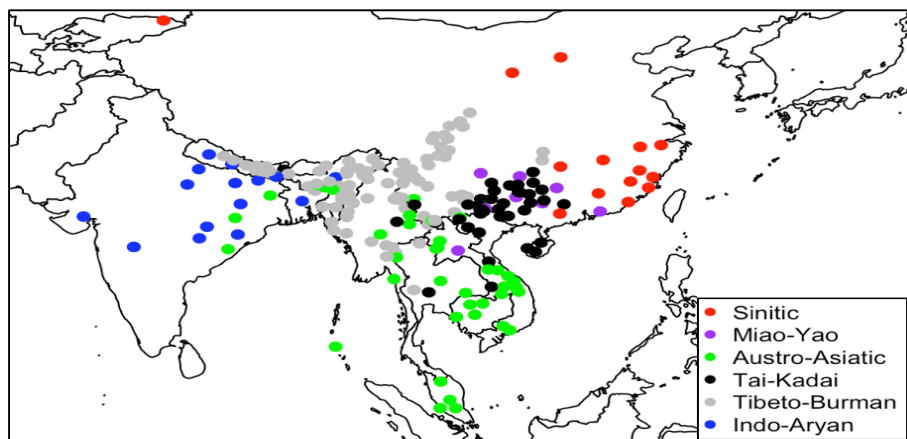 Sinitic
Miao-Yao
Austro-Asiatic
Tai-Kadai
Tibeto-Burman
Indo-Aryan